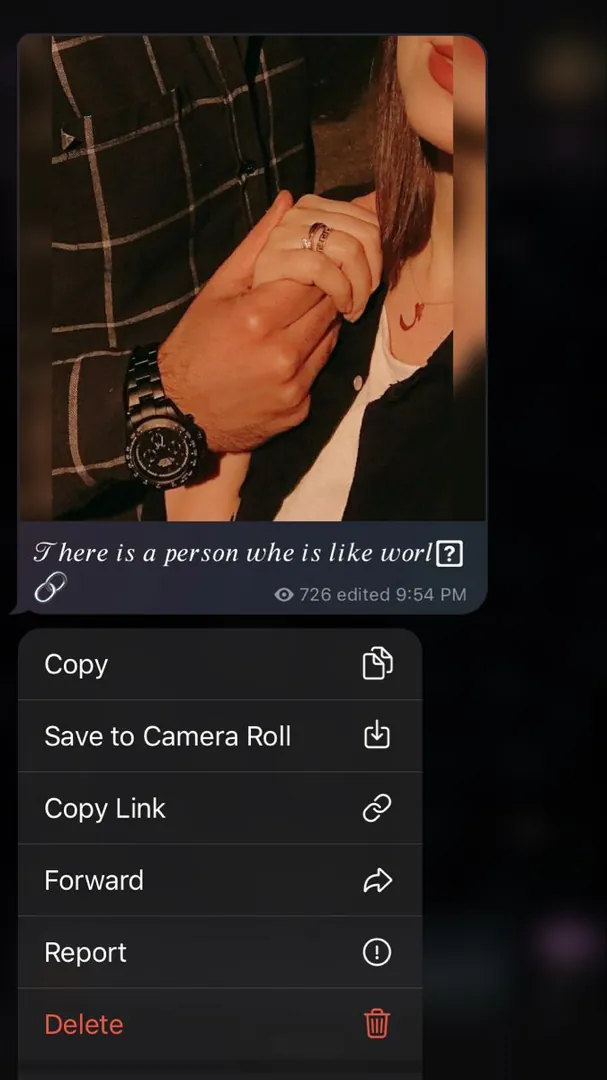 There is a person whe is like worl
726 edited 9:54 PM
Copy
Save to Camera Roll
Copy Link
Forward
Report
Delete